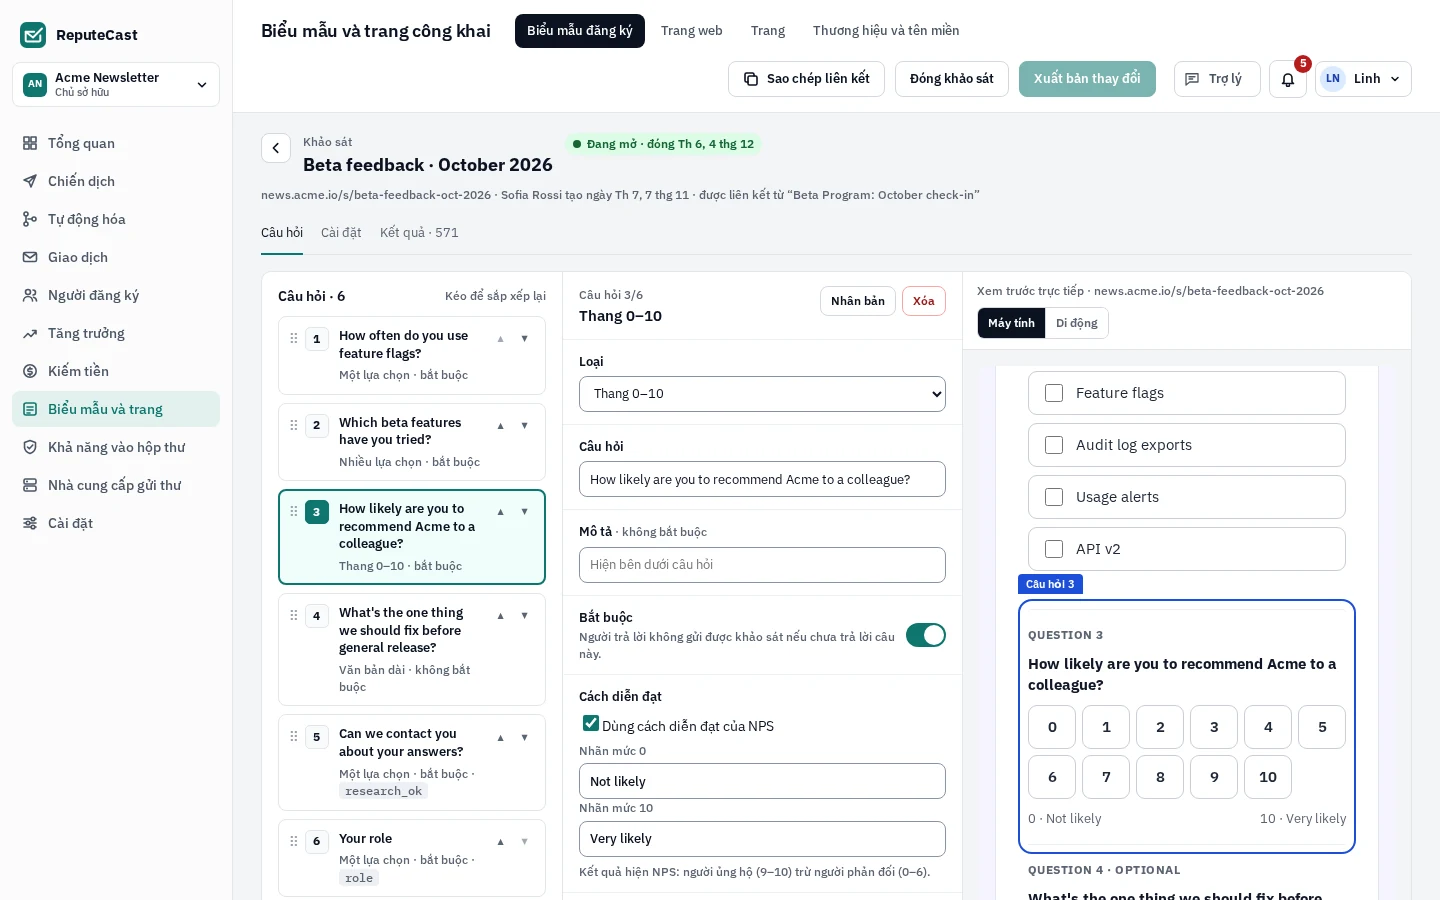 ReputeCast
AN
Acme Newsletter
Chủ sở hữu
Tổng quan
Chiến dịch
Tự động hóa
Giao dịch
Người đăng ký
Tăng trưởng
Kiếm tiền
Biểu mẫu và trang
Khả năng vào hộp thư
Nhà cung cấp gửi thư
Cài đặt
Biểu mẫu và trang công khai
Biểu mẫu đăng ký
Trang web
Trang
Thương hiệu và tên miền
Sao chép liên kết
Đóng khảo sát
Xuất bản thay đổi
Trợ lý
5
LN
Linh
Khảo sát
Beta feedback · October 2026
Đang mở · đóng Th 6, 4 thg 12
news.acme.io/s/beta-feedback-oct-2026 · Sofia Rossi tạo ngày Th 7, 7 thg 11 · được liên kết từ “Beta Program: October check-in”
Câu hỏi
Cài đặt
Kết quả · 571
Câu hỏi · 6
Kéo để sắp xếp lại
1
How often do you use
feature flags?
Một lựa chọn · bắt buộc
2
Which beta features
have you tried?
Nhiều lựa chọn · bắt buộc
3
How likely are you to
recommend Acme to a
colleague?
Thang 0–10 · bắt buộc
4
What's the one thing
we should fix before
general release?
Văn bản dài · không bắt
buộc
5
Can we contact you
about your answers?
Một lựa chọn · bắt buộc ·
research_ok
6
Your role
Một lựa chọn · bắt buộc ·
role
Câu hỏi 3/6
Thang 0–10
Nhân bản
Xóa
Loại
Thang 0–10
Câu hỏi
How likely are you to recommend Acme to a colleague?
Mô tả · không bắt buộc
Hiện bên dưới câu hỏi
Bắt buộc
Người trả lời không gửi được khảo sát nếu chưa trả lời câu
này.
Cách diễn đạt
Dùng cách diễn đạt của NPS
Nhãn mức 0
Not likely
Nhãn mức 10
Very likely
Kết quả hiện NPS: người ủng hộ (9–10) trừ người phản đối (0–6).
Xem trước trực tiếp · news.acme.io/s/beta-feedback-oct-2026
Máy tính
Di động
Feature flags
Audit log exports
Usage alerts
API v2
Câu hỏi 3
QUESTION 3
How likely are you to recommend Acme to a
colleague?
0 1 2 3 4 5
6 7 8 9 10
0 · Not likely
10 · Very likely
QUESTION 4 · OPTIONAL
What's the one thing we should fix before